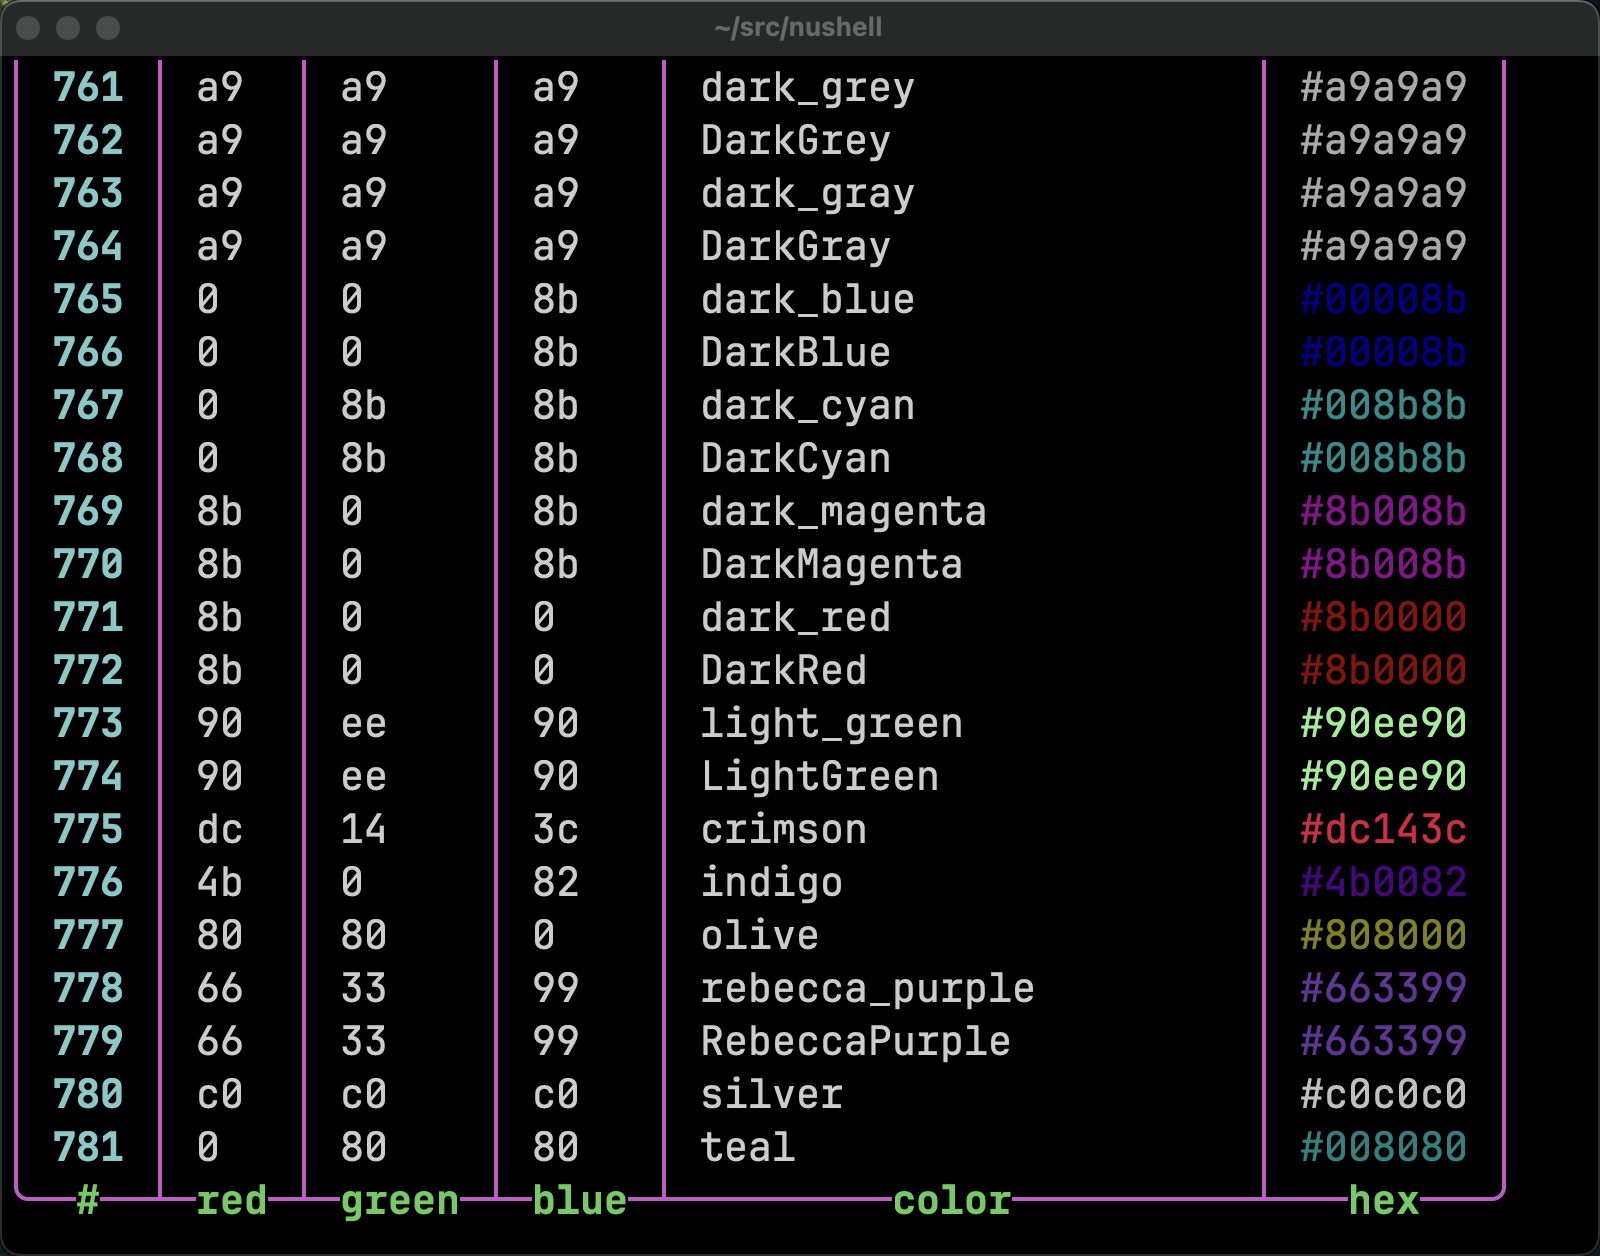 ~/src/nushell
761 a9 a9 a9 dark_grey #a9a9a9
762 a9 a9 a9 DarkGrey #a9a9a9
763 a9 a9 a9 dark_gray #a9a9a9
764 a9 a9 a9 DarkGray #a9a9a9
765 0 0 8b dark_blue #00008b
766 0 0 8b DarkBlue #00008b
767 0 8b 8b dark_cyan #008b8b
768 0 8b 8b DarkCyan #008b8b
769 8b 0 8b dark_magenta #8b008b
770 8b 0 8b DarkMagenta #8b008b
771 8b 0 0 dark_red #8b0000
772 8b 0 0 DarkRed #8b0000
773 90 ee 90 light_green #90ee90
774 90 ee 90 LightGreen #90ee90
775 dc 14 3c crimson #dc143c
776 4b 0 82 indigo #4b0082
777 80 80 0 olive #808000
778 66 33 99 rebecca_purple #663399
779 66 33 99 RebeccaPurple #663399
780 c0 c0 c0 silver #c0c0c0
781 0 80 80 teal #008080
# red green blue color hex